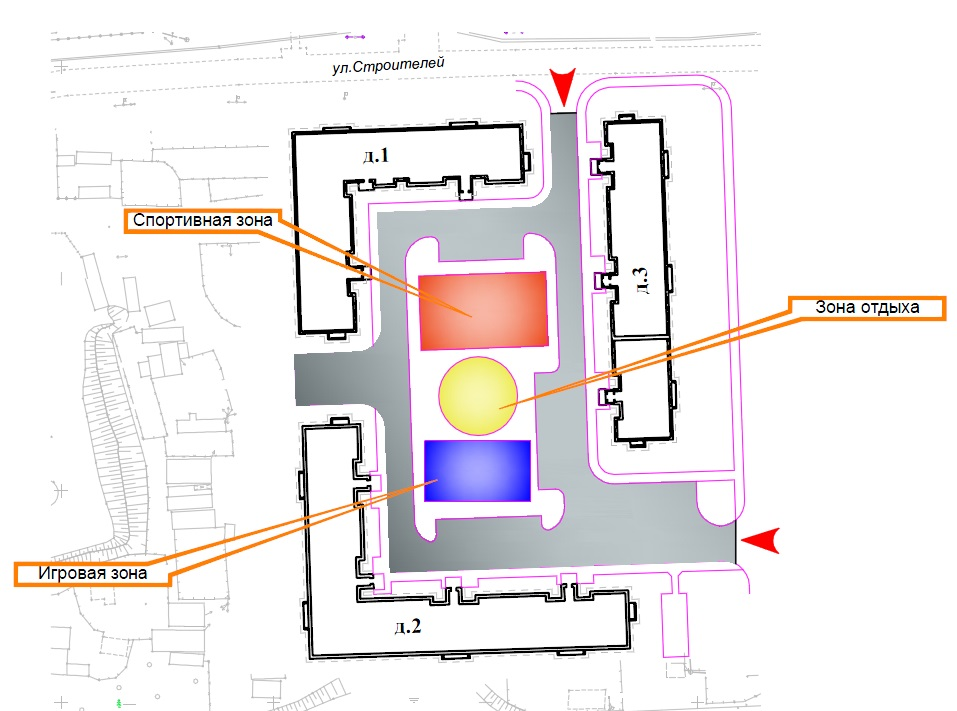 ул.Строителей
д.1
Спортивная зона
д.3
Зона отдыха
Игровая зона
д.2